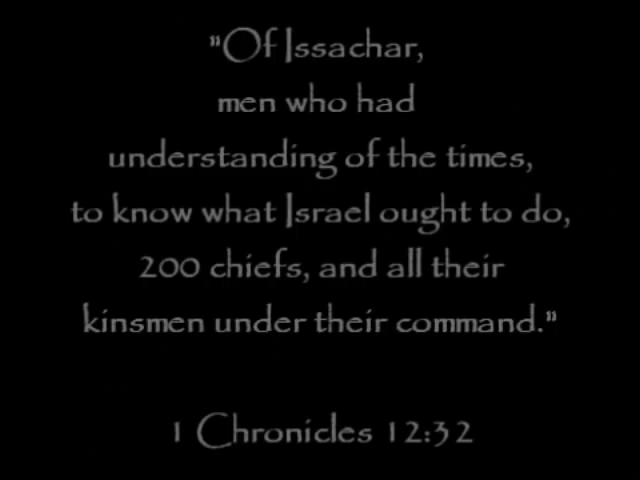 "Of Issachar,
men who had
understanding of the times,
to know what Israel ought to do,
200 chiefs, and all their
kinsmen under their command."
1 Chronicles 12:32